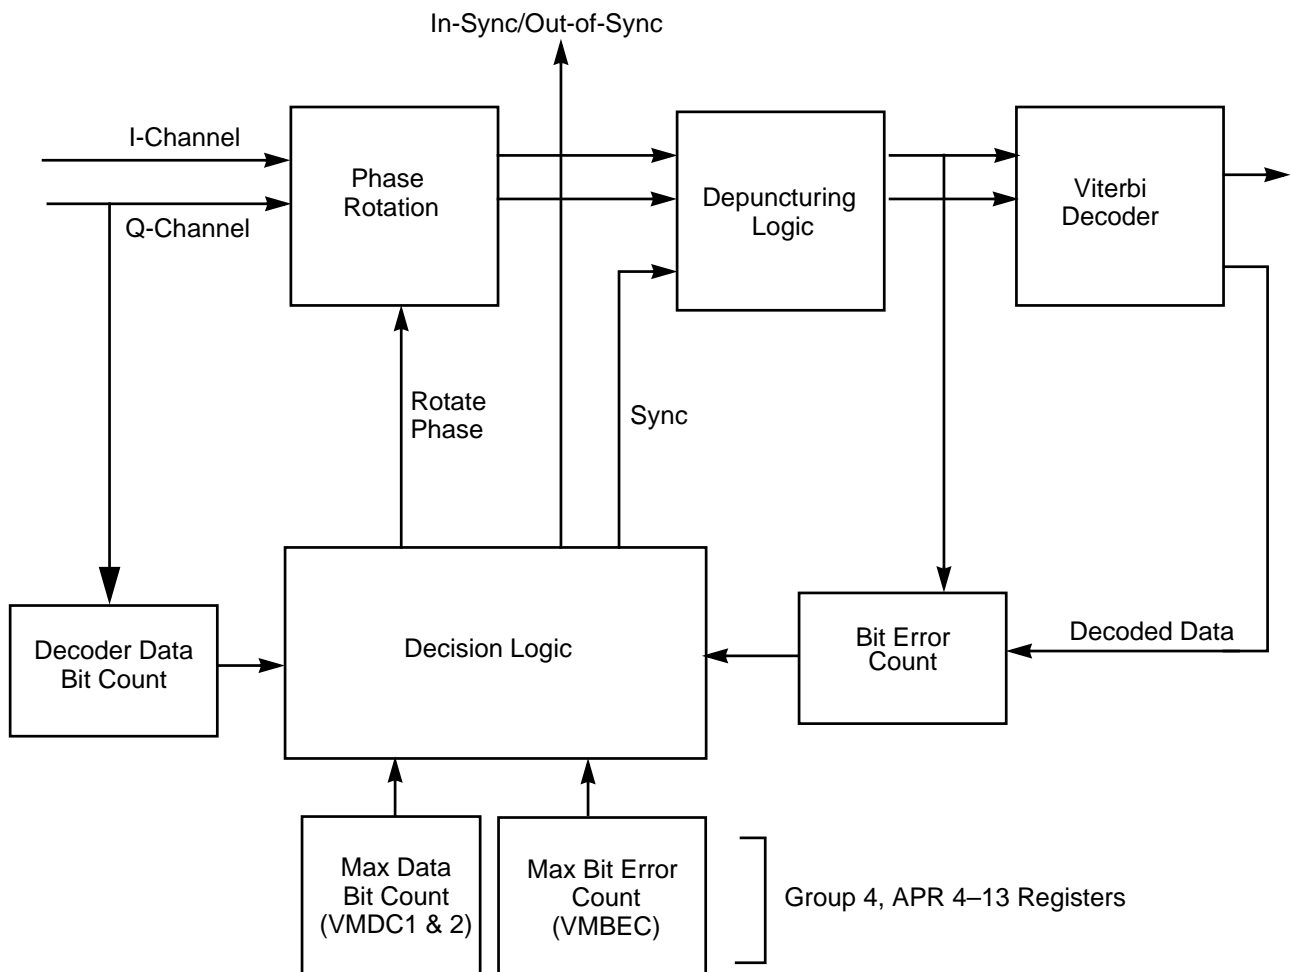 In-Sync/Out-of-Sync
I-Channel
Q-Channel
Phase
Rotation
Depuncturing
Logic
Viterbi
Decoder
Rotate
Phase
Sync
Decoder Data
Bit Count
Decision Logic
Bit Error
Count
Decoded Data
Max Data
Bit Count
(VMDC1 & 2)
Max Bit Error
Count
(VMBEC)
Group 4, APR 4–13 Registers